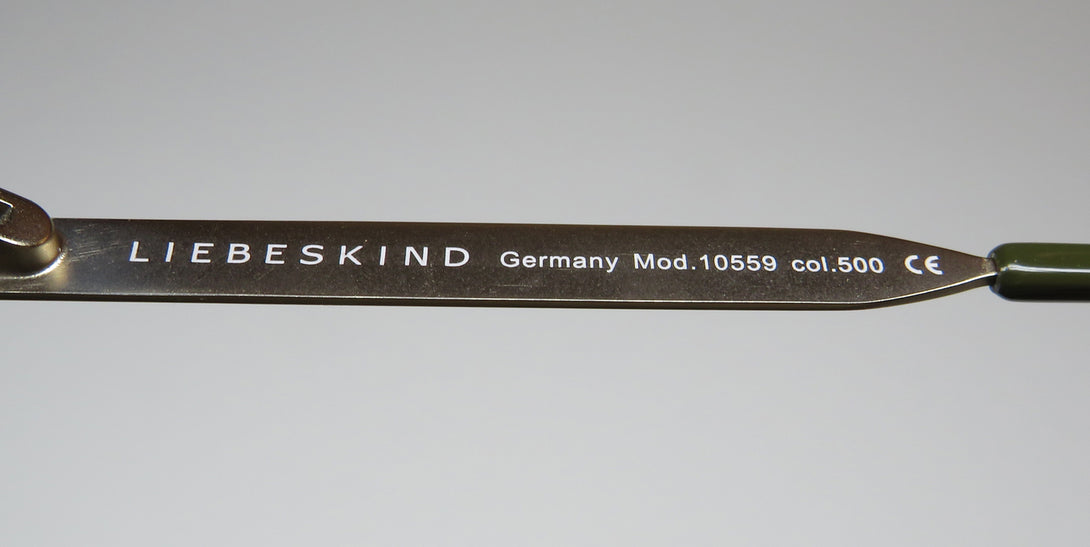 LIEBESKIND Germany Mod.10559 col.500 CE